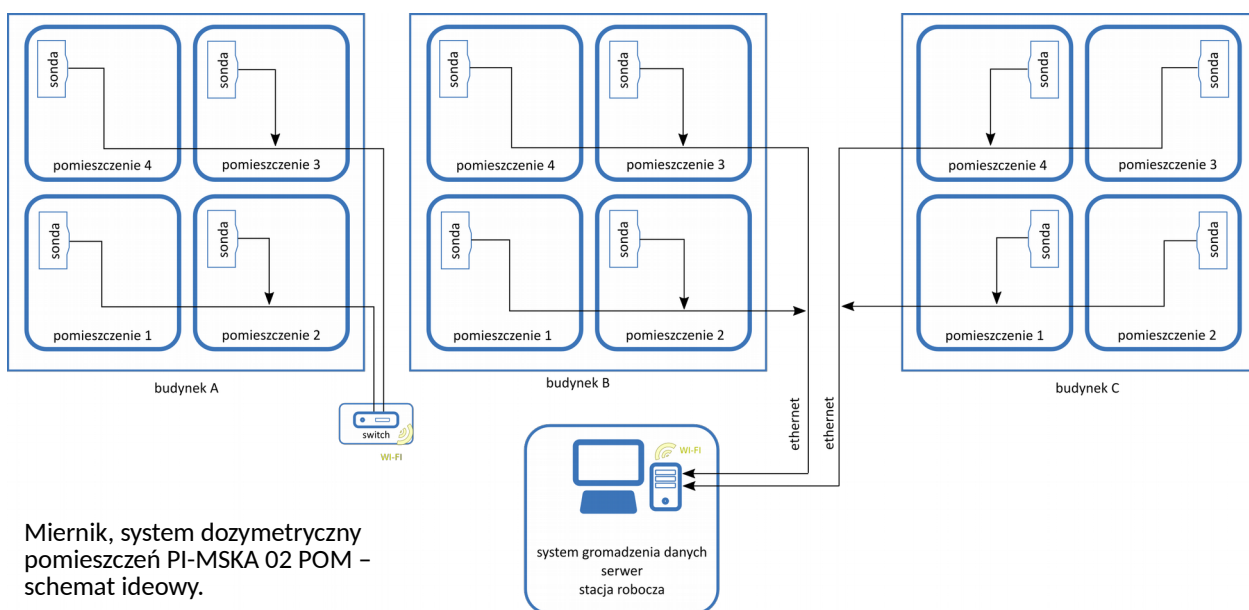 sonda
sonda
pomieszczenie 4
pomieszczenie 3
sonda
sonda
pomieszczenie 1
pomieszczenie 2
budynek A
switch
WI-FI
sonda
sonda
pomieszczenie 4
pomieszczenie 3
sonda
sonda
pomieszczenie 1
pomieszczenie 2
budynek B
sonda
sonda
pomieszczenie 4
pomieszczenie 3
sonda
sonda
pomieszczenie 1
pomieszczenie 2
budynek C
ethernet
ethernet
WI-FI
system gromadzenia danych
serwer
stacja robocza
Miernik, system dozymetryczny
pomieszczeń PI-MSKA 02 POM –
schemat ideowy.